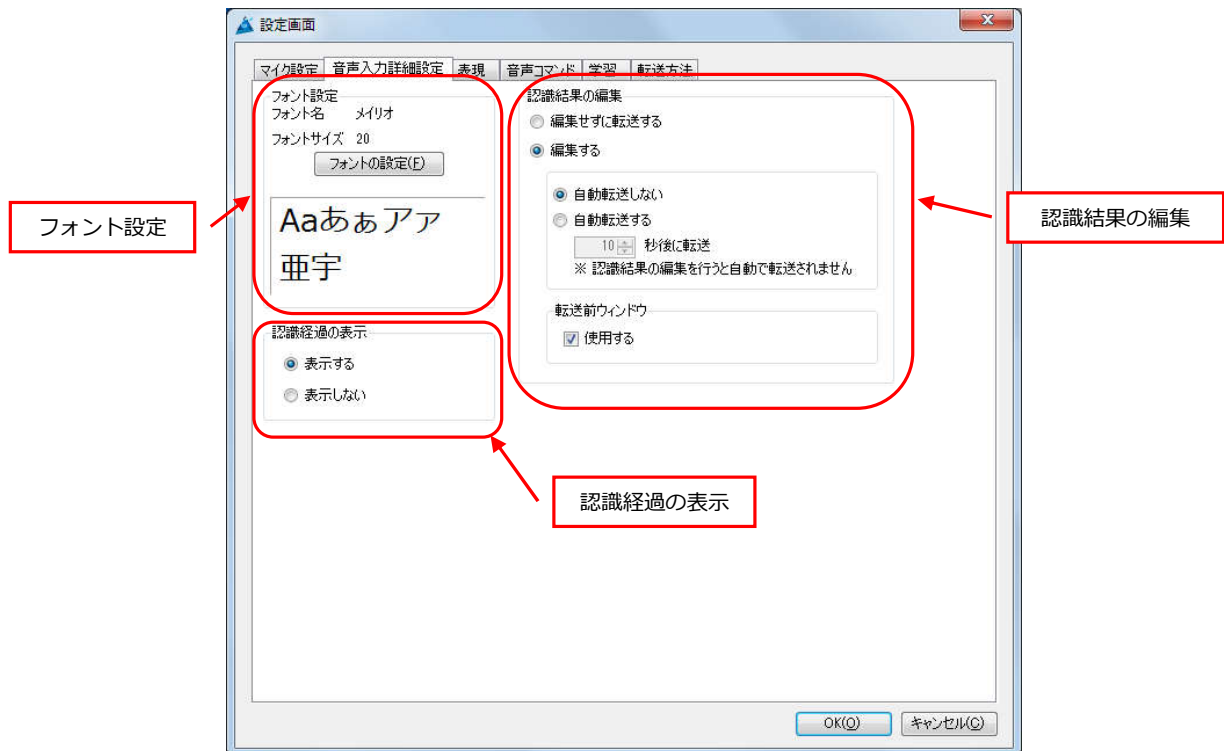 設定画面
マイク設定 音声入力詳細設定 表現 音声コマンド 学習 転送方法
フォント設定
フォント名 メイリオ
フォントサイズ 20
フォントの設定(F)
Aaあぁアァ
亜宇
認識経過の表示
表示する
表示しない
認識結果の編集
編集せずに転送する
編集する
自動転送しない
自動転送する
10 秒後に転送
※ 認識結果の編集を行うと自動で転送されません
転送前ウィンドウ
使用する
フォント設定
認識結果の編集
認識経過の表示
OK(O) キャンセル(C)